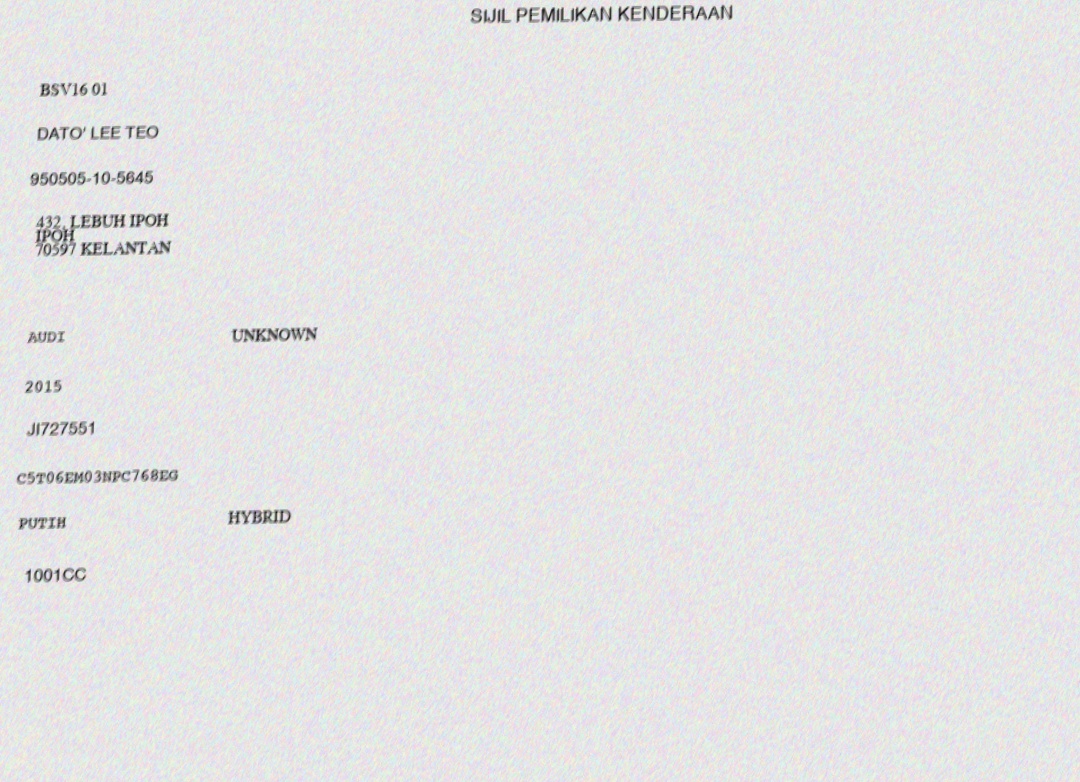 SIJIL PEMILIKAN KENDERAAN
BSV16 01
DATO' LEE TEO
950505-10-5645
432, LEBUH IPOH
IPOH
70597 KELANTAN
AUDI UNKNOWN
2015
JI727551
C5T06EM03NPC768EG
PUTIH HYBRID
1001CC